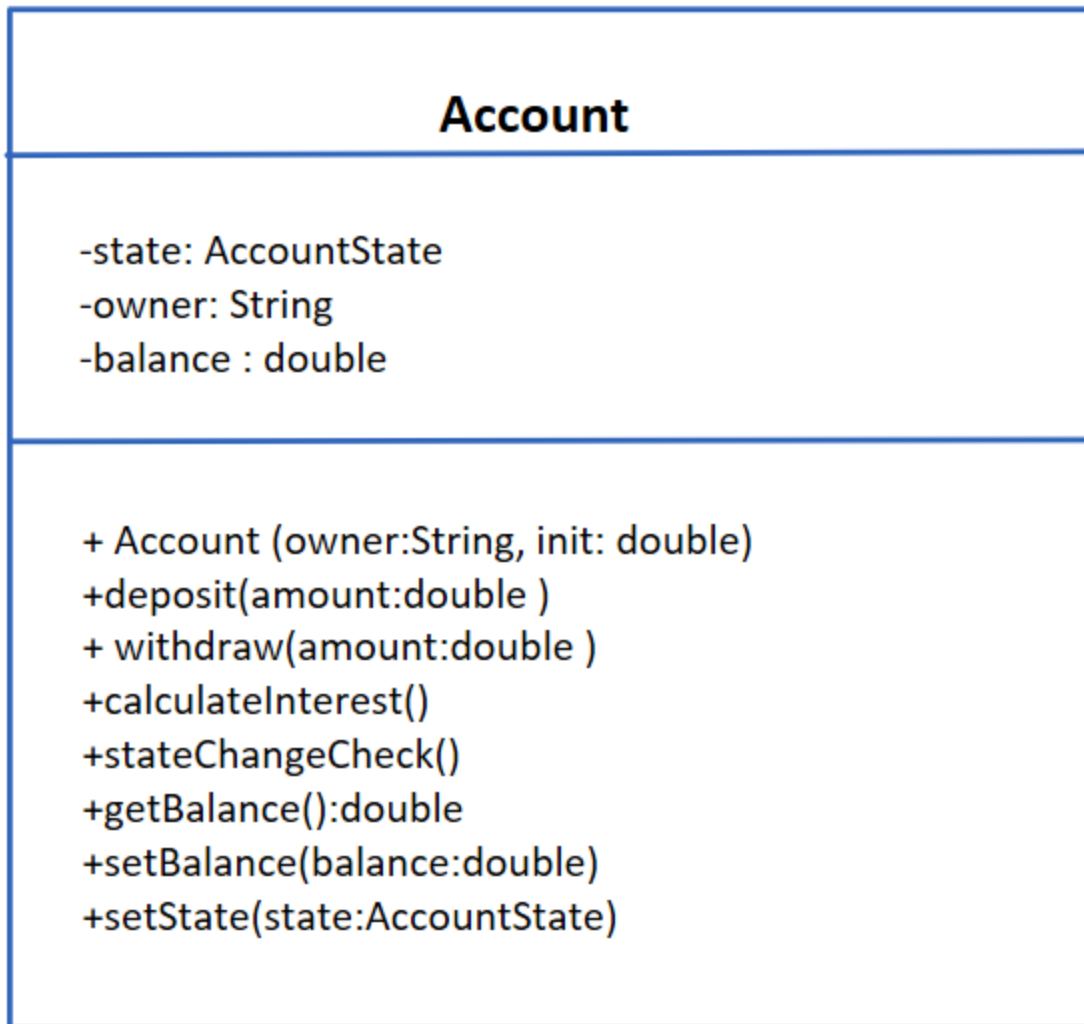 Account
-state: AccountState
-owner: String
-balance : double
+ Account (owner:String, init: double)
+deposit(amount:double )
+ withdraw(amount:double )
+calculateInterest()
+stateChangeCheck()
+getBalance():double
+setBalance(balance:double)
+setState(state:AccountState)